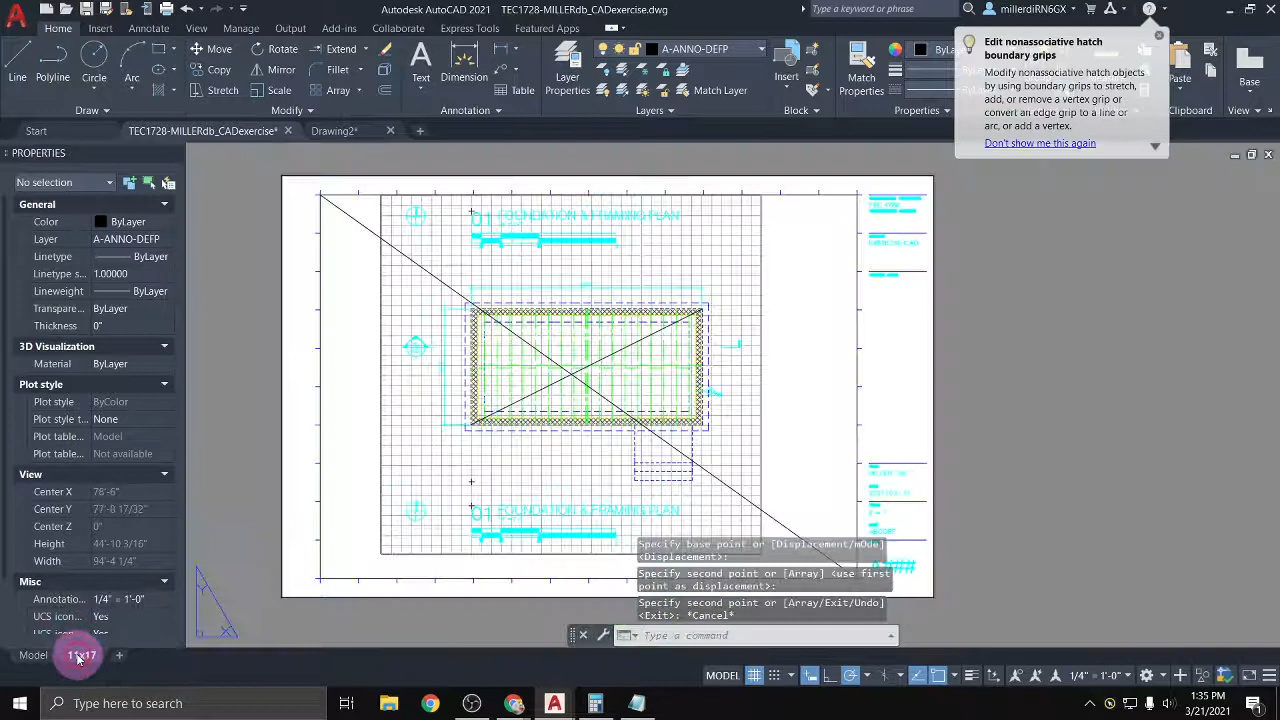 Autodesk AutoCAD 2021 TEC1728-MILLERdb_CADexercise.dwg
Type a keyword or phrase
millerdiRN6GX
Home Insert Annotate Parametric View Manage Output Add-ins Collaborate Express Tools Featured Apps
Line Polyline Circle Arc
Move Rotate Extend
Copy Mirror Fillet
Stretch Scale Array
Text Dimension Table
Layer Properties
A-ANNO-DEFP
Match Layer
Insert
Match Properties
ByLayer
Paste
Base
Draw Modify Annotation Layers Block Properties Clipboard View
Edit nonassociative hatch
boundary grips
Modify nonassociative hatch objects
by using boundary grips to stretch,
add, or remove a vertex grip or
convert an edge grip to a line or
arc, or add a vertex.
Don't show me this again
Start TEC1728-MILLERdb_CADexercise* Drawing2*
PROPERTIES
No selection
General
Color ByLayer
Layer A-ANNO-DEFP
Linetype ByLayer
Linetype s... 1.00000
Lineweight ByLayer
Transpare... ByLayer
Thickness 0"
3D Visualization
Material ByLayer
Plot style
Plot style ByColor
Plot style t... None
Plot table... Model
Plot table... Not available
View
Center X 78'-6"
Center Y 77'-8 17/32"
Center Z 0"
Height 44'-10 3/16"
Width 94'-4 1/4"
Misc
Annotatio... 1/4" = 1'-0"
UCS icon... Yes
UCS icon... Yes
01 FOUNDATION & FRAMING PLAN
01 FOUNDATION & FRAMING PLAN
EXERCISE CAD
####
Y
X
Specify base point or [Displacement/mOde]
<Displacement>:
Specify second point or [Array] <use first
point as displacement>:
Specify second point or [Array/Exit/Undo]
<Exit>: *Cancel*
Type a command
Model 11x17
MODEL 1/4" = 1'-0"
Type here to search
1:35 PM
3/21/2021